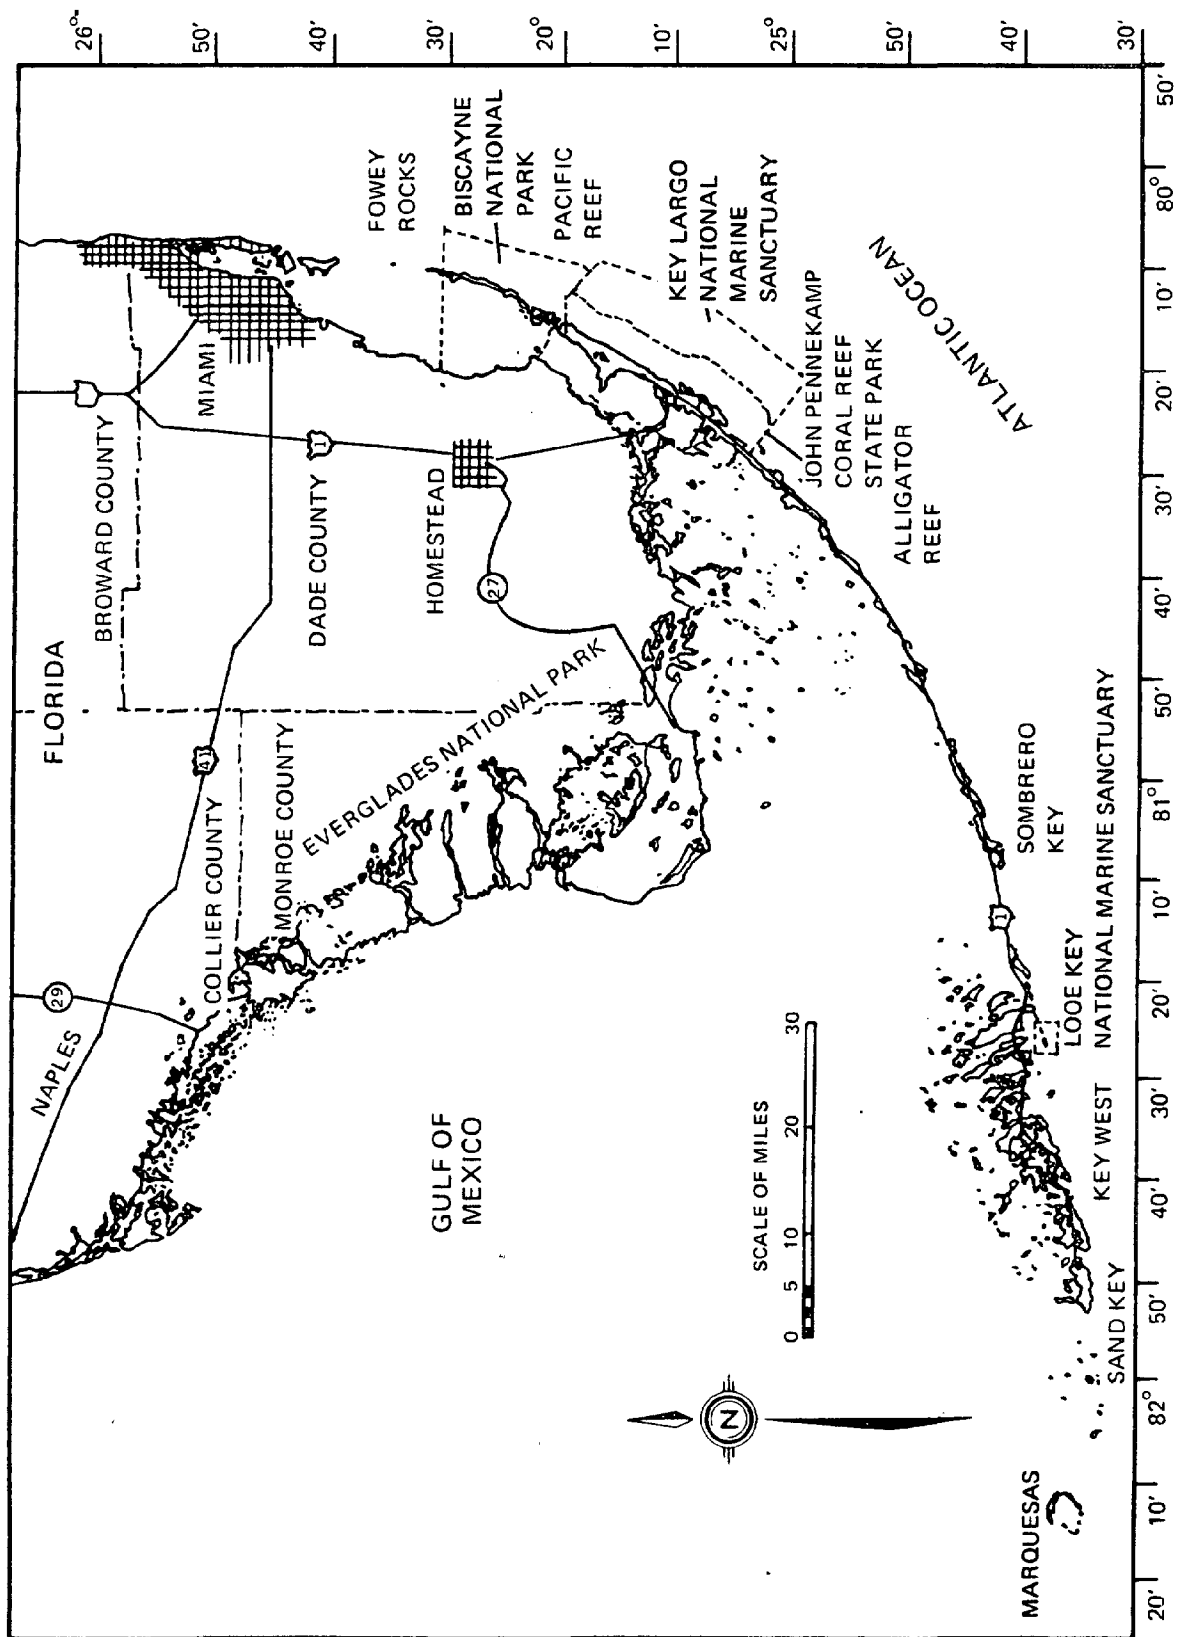 FLORIDA
NAPLES
29
41
COLLIER COUNTY
MONROE COUNTY
BROWARD COUNTY
MIAMI
DADE COUNTY
1
HOMESTEAD
27
EVERGLADES NATIONAL PARK
GULF OF
MEXICO
FOWEY
ROCKS
BISCAYNE
NATIONAL
PARK
PACIFIC
REEF
KEY LARGO
NATIONAL
MARINE
SANCTUARY
JOHN PENNEKAMP
CORAL REEF
STATE PARK
ALLIGATOR
REEF
ATLANTIC OCEAN
SCALE OF MILES
0 5 10 20 30
N
SOMBRERO
KEY
1
LOOE KEY
NATIONAL MARINE SANCTUARY
KEY WEST
SAND KEY
MARQUESAS
26°
50'
40'
30'
20°
10'
25°
50'
40'
30'
20' 10' 82° 50' 40' 30' 20' 10' 81° 50' 40' 30' 20' 10' 80° 50'